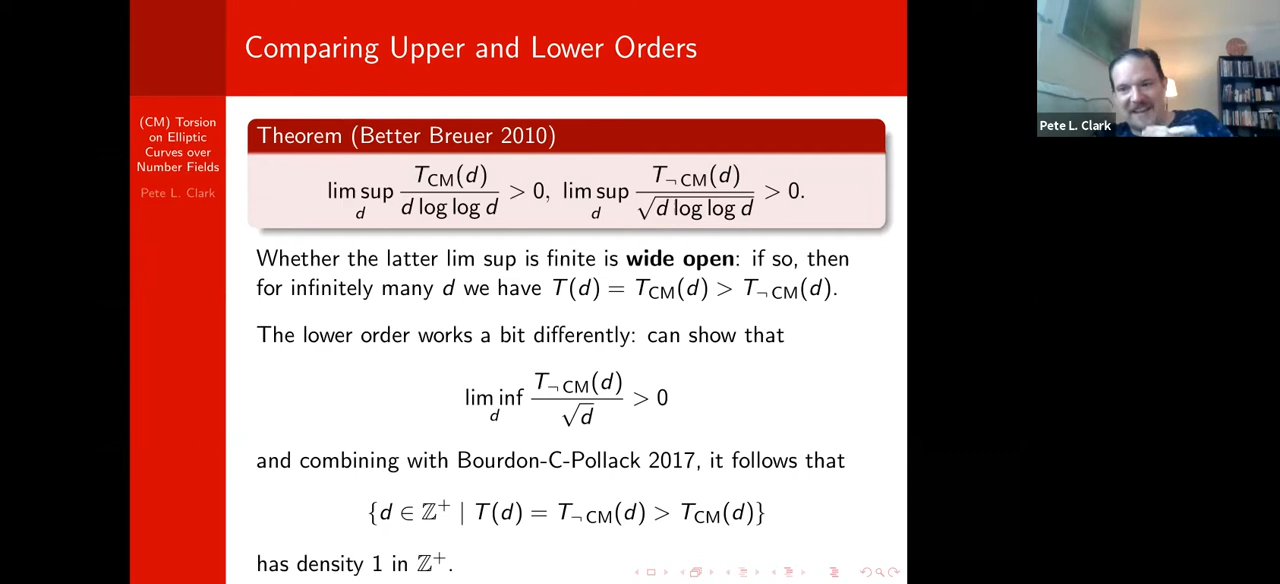 Comparing Upper and Lower Orders
(CM) Torsion
on Elliptic
Curves over
Number Fields
Pete L. Clark
Theorem (Better Breuer 2010)
lim sup_d T_CM(d) / (d log log d) > 0, lim sup_d T_¬CM(d) / √(d log log d) > 0.
Whether the latter lim sup is finite is wide open: if so, then
for infinitely many d we have T(d) = T_CM(d) > T_¬CM(d).
The lower order works a bit differently: can show that
lim inf_d T_¬CM(d) / √d > 0
and combining with Bourdon-C-Pollack 2017, it follows that
{d ∈ ℤ⁺ | T(d) = T_¬CM(d) > T_CM(d)}
has density 1 in ℤ⁺.
Pete L. Clark